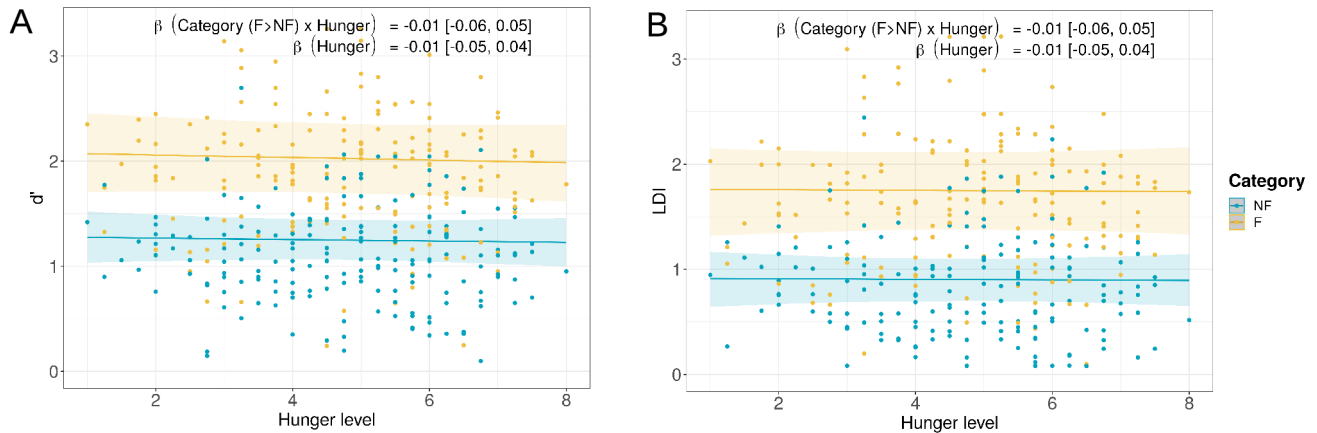 A
β (Category (F>NF) x Hunger) = -0.01 [-0.06, 0.05]
β (Hunger) = -0.01 [-0.05, 0.04]
3
2
1
0
d'
2 4 6 8
Hunger level
B
β (Category (F>NF) x Hunger) = -0.01 [-0.06, 0.05]
β (Hunger) = -0.01 [-0.05, 0.04]
3
2
1
0
LDI
2 4 6 8
Hunger level
Category
NF
F